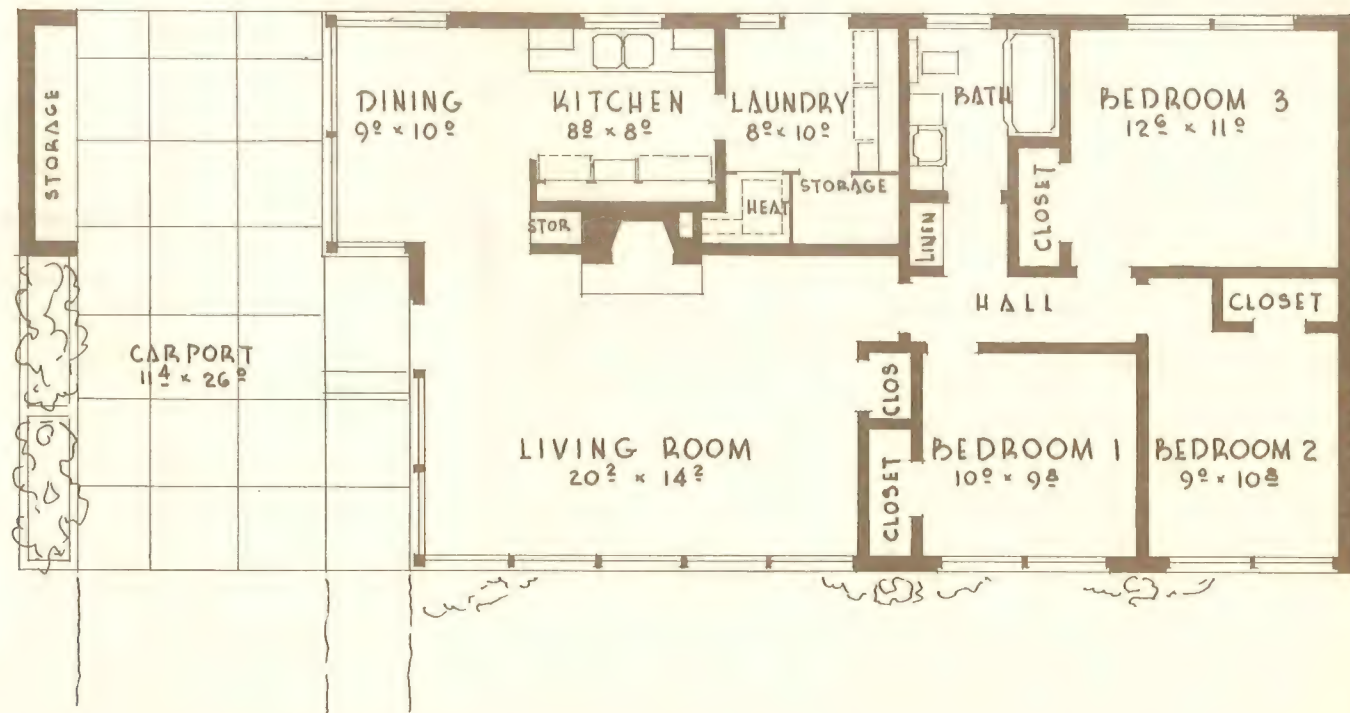 STORAGE
DINING
9⁰ × 10⁰
KITCHEN
8⁸ × 8⁰
LAUNDRY
8⁰ × 10⁰
BATH
BEDROOM 3
12⁶ × 11⁰
STOR
HEAT
STORAGE
LINEN
CLOSET
HALL
CLOSET
CARPORT
11⁴ × 26⁰
LIVING ROOM
20² × 14²
CLOS
CLOSET
BEDROOM 1
10⁰ × 9⁸
BEDROOM 2
9⁰ × 10⁸